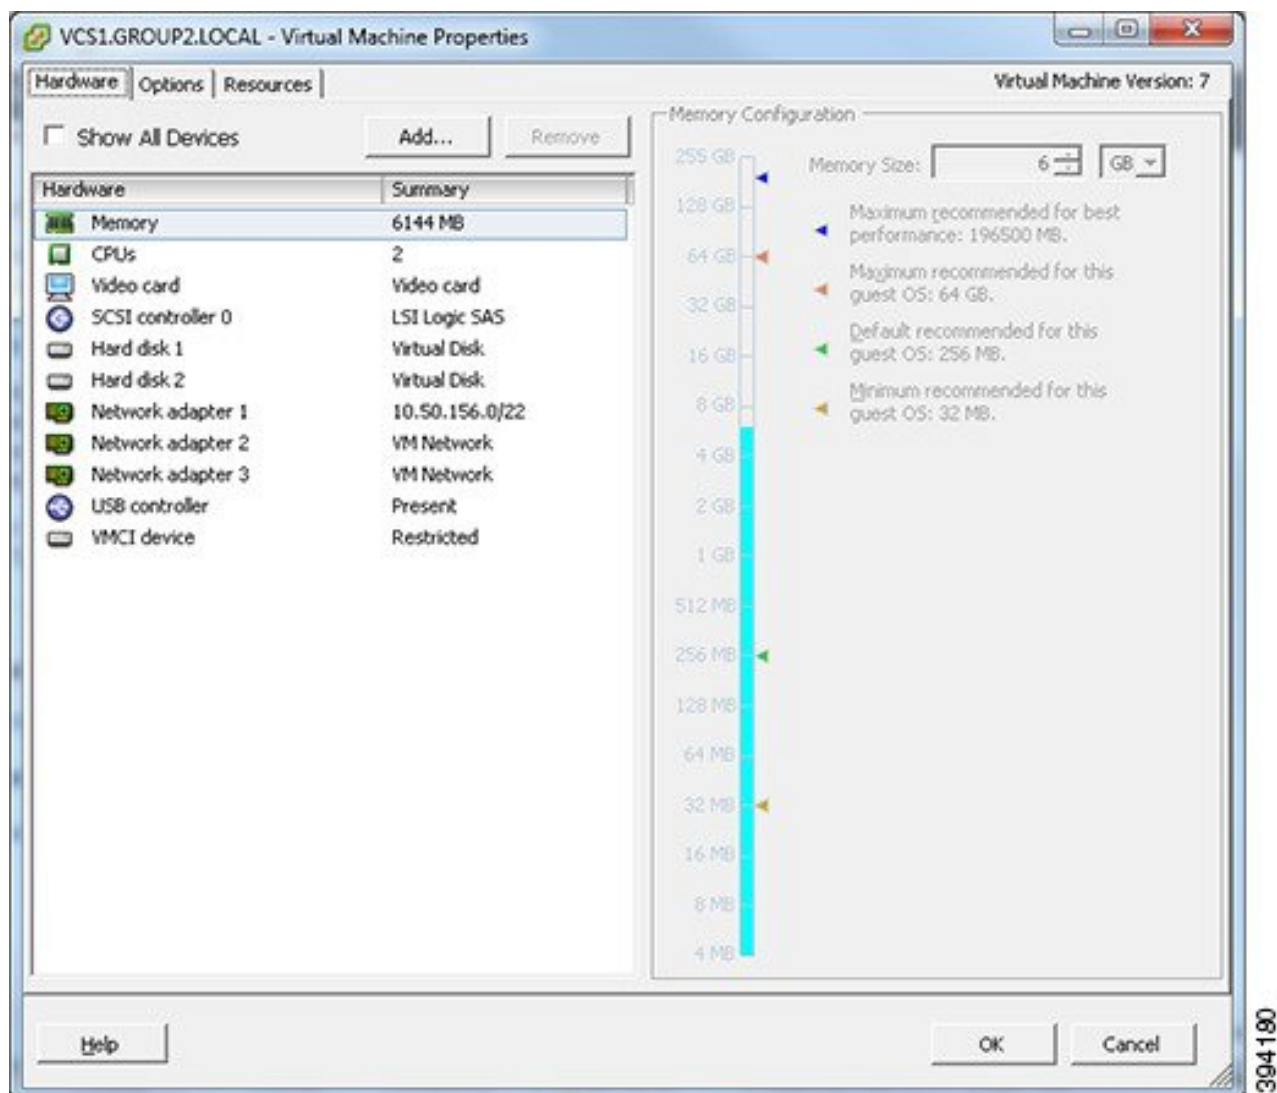 VCS1.GROUP2.LOCAL - Virtual Machine Properties
Hardware Options Resources Virtual Machine Version: 7
Show All Devices Add... Remove
Hardware Summary
Memory 6144 MB
CPUs 2
Video card Video card
SCSI controller 0 LSI Logic SAS
Hard disk 1 Virtual Disk
Hard disk 2 Virtual Disk
Network adapter 1 10.50.156.0/22
Network adapter 2 VM Network
Network adapter 3 VM Network
USB controller Present
VMCI device Restricted
Memory Configuration
255 GB
128 GB
64 GB
32 GB
16 GB
8 GB
4 GB
2 GB
1 GB
512 MB
256 MB
128 MB
64 MB
32 MB
16 MB
8 MB
4 MB
Memory Size: 6 GB
Maximum recommended for best
performance: 196500 MB.
Maximum recommended for this
guest OS: 64 GB.
Default recommended for this
guest OS: 256 MB.
Minimum recommended for this
guest OS: 32 MB.
Help OK Cancel
394180